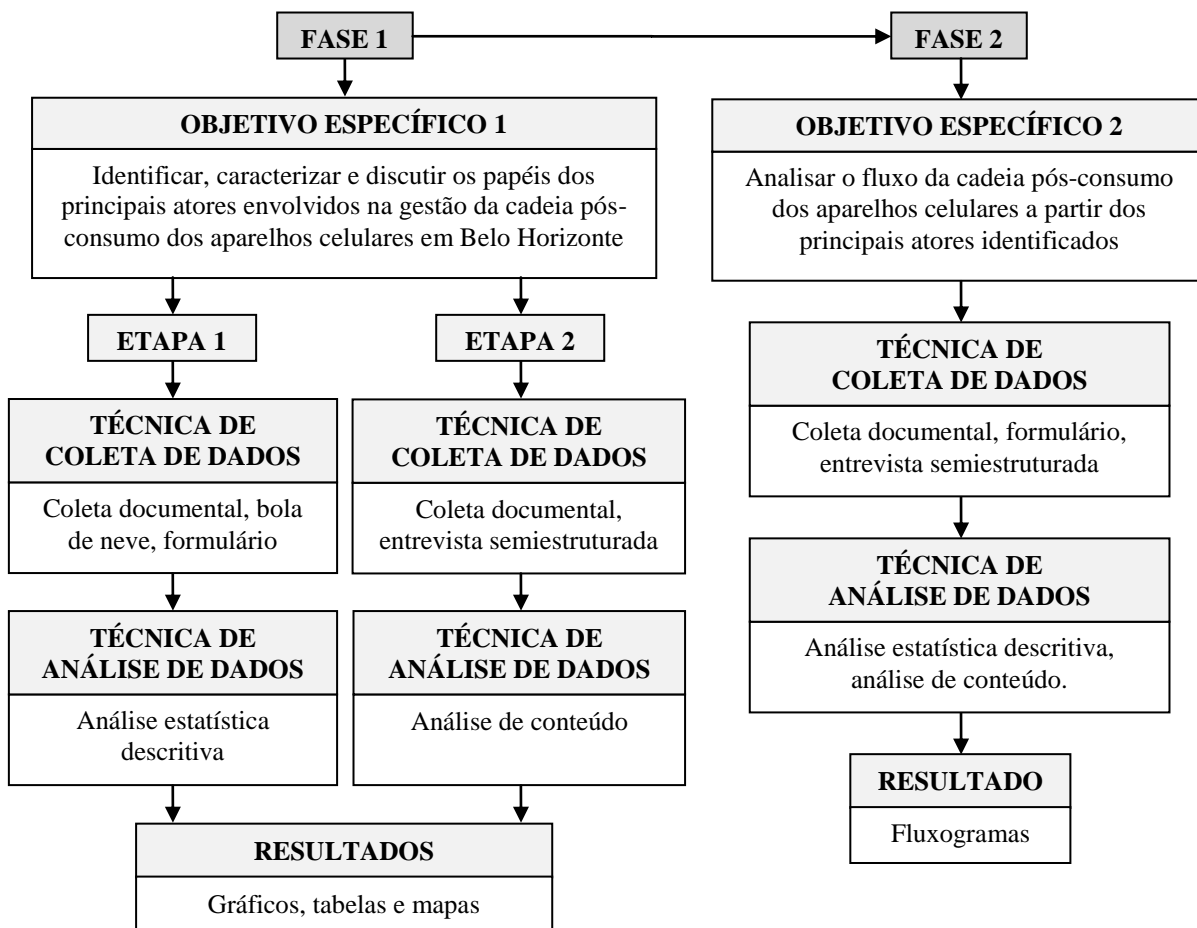 FASE 1
FASE 2
OBJETIVO ESPECÍFICO 1
Identificar, caracterizar e discutir os papéis dos
principais atores envolvidos na gestão da cadeia pós-
consumo dos aparelhos celulares em Belo Horizonte
ETAPA 1
TÉCNICA DE
COLETA DE DADOS
Coleta documental, bola
de neve, formulário
TÉCNICA DE
ANÁLISE DE DADOS
Análise estatística
descritiva
ETAPA 2
TÉCNICA DE
COLETA DE DADOS
Coleta documental,
entrevista semiestruturada
TÉCNICA DE
ANÁLISE DE DADOS
Análise de conteúdo
RESULTADOS
Gráficos, tabelas e mapas
OBJETIVO ESPECÍFICO 2
Analisar o fluxo da cadeia pós-consumo
dos aparelhos celulares a partir dos
principais atores identificados
TÉCNICA DE
COLETA DE DADOS
Coleta documental, formulário,
entrevista semiestruturada
TÉCNICA DE
ANÁLISE DE DADOS
Análise estatística descritiva,
análise de conteúdo.
RESULTADO
Fluxogramas